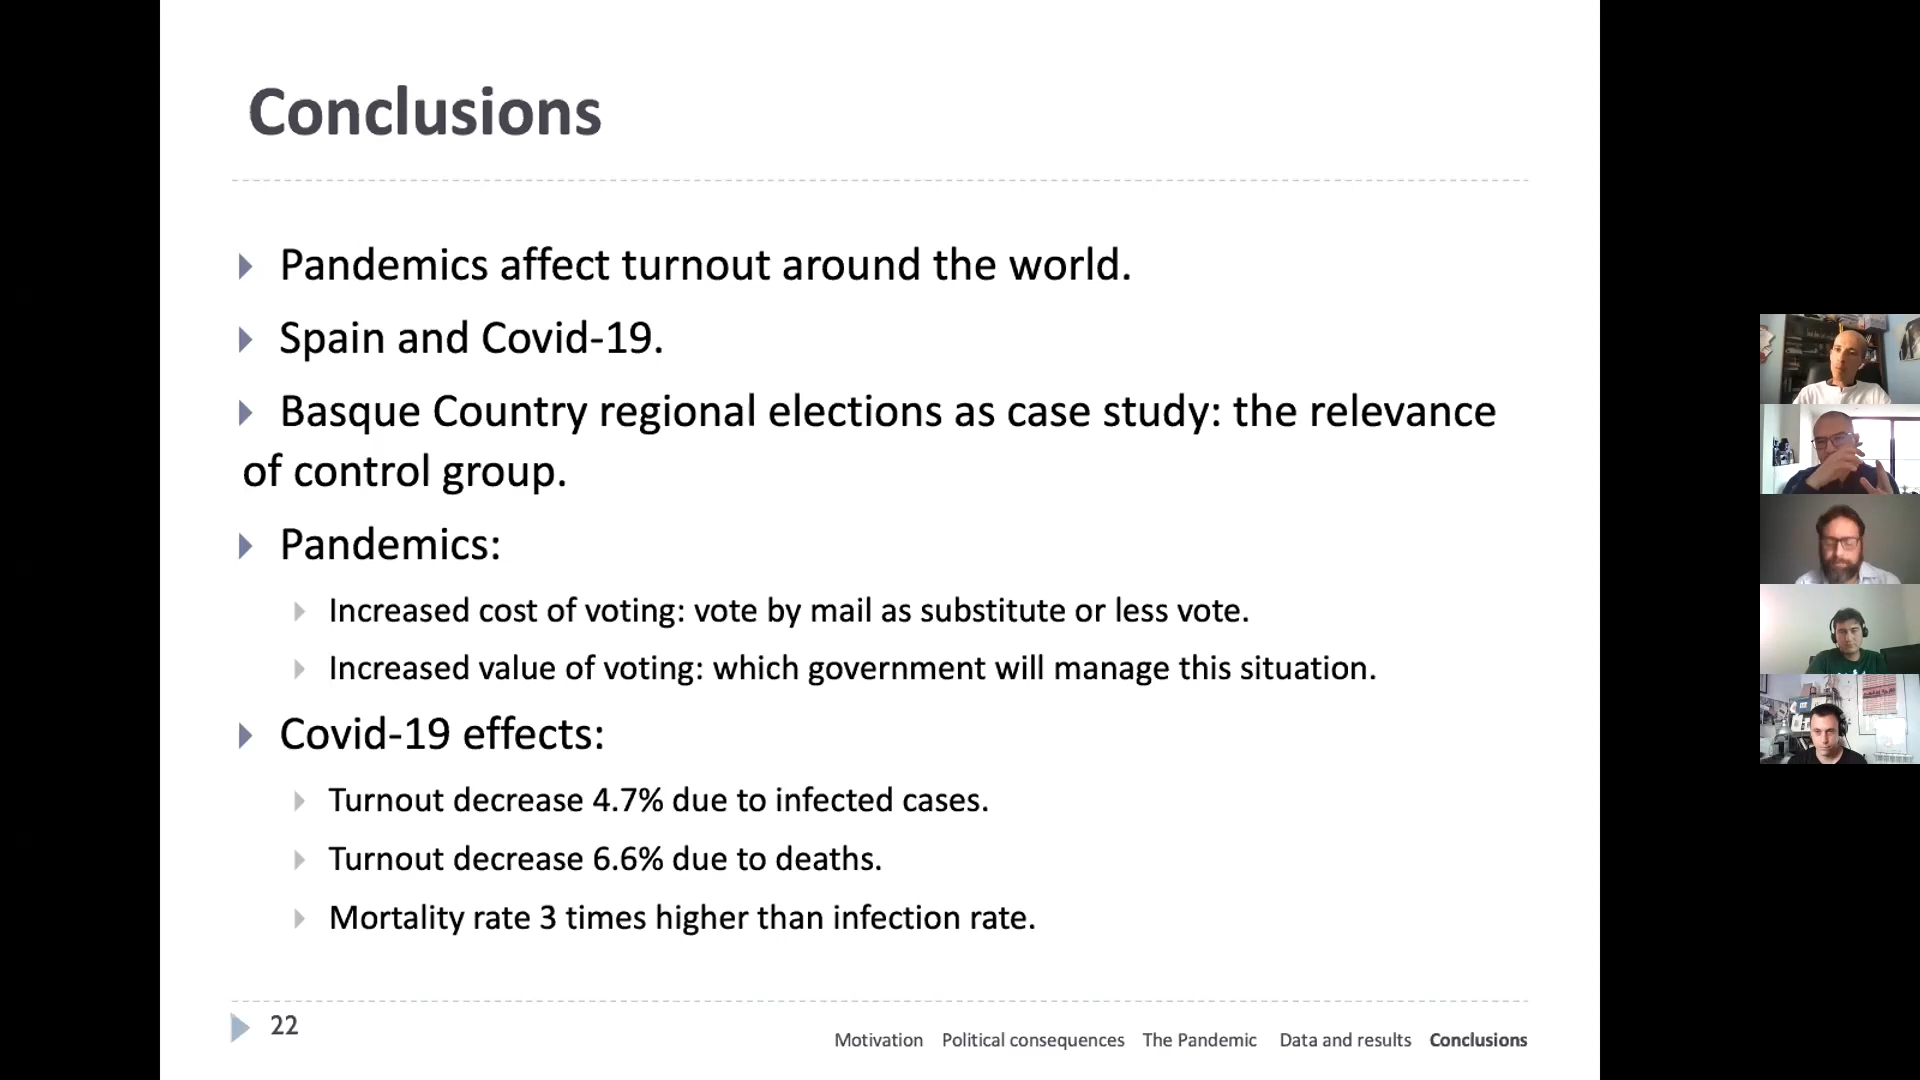 Conclusions
Pandemics affect turnout around the world.
Spain and Covid-19.
Basque Country regional elections as case study: the relevance
of control group.
Pandemics:
Increased cost of voting: vote by mail as substitute or less vote.
Increased value of voting: which government will manage this situation.
Covid-19 effects:
Turnout decrease 4.7% due to infected cases.
Turnout decrease 6.6% due to deaths.
Mortality rate 3 times higher than infection rate.
22
Motivation Political consequences The Pandemic Data and results Conclusions